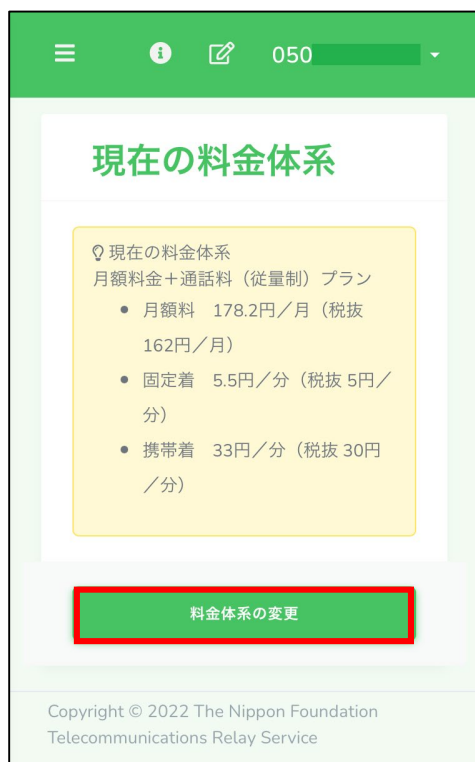 050
現在の料金体系
現在の料金体系
月額料金＋通話料（従量制）プラン
● 月額料　178.2円／月（税抜
162円／月）
● 固定着　5.5円／分（税抜 5円／
分）
● 携帯着　33円／分（税抜 30円
／分）
料金体系の変更
Copyright © 2022 The Nippon Foundation
Telecommunications Relay Service